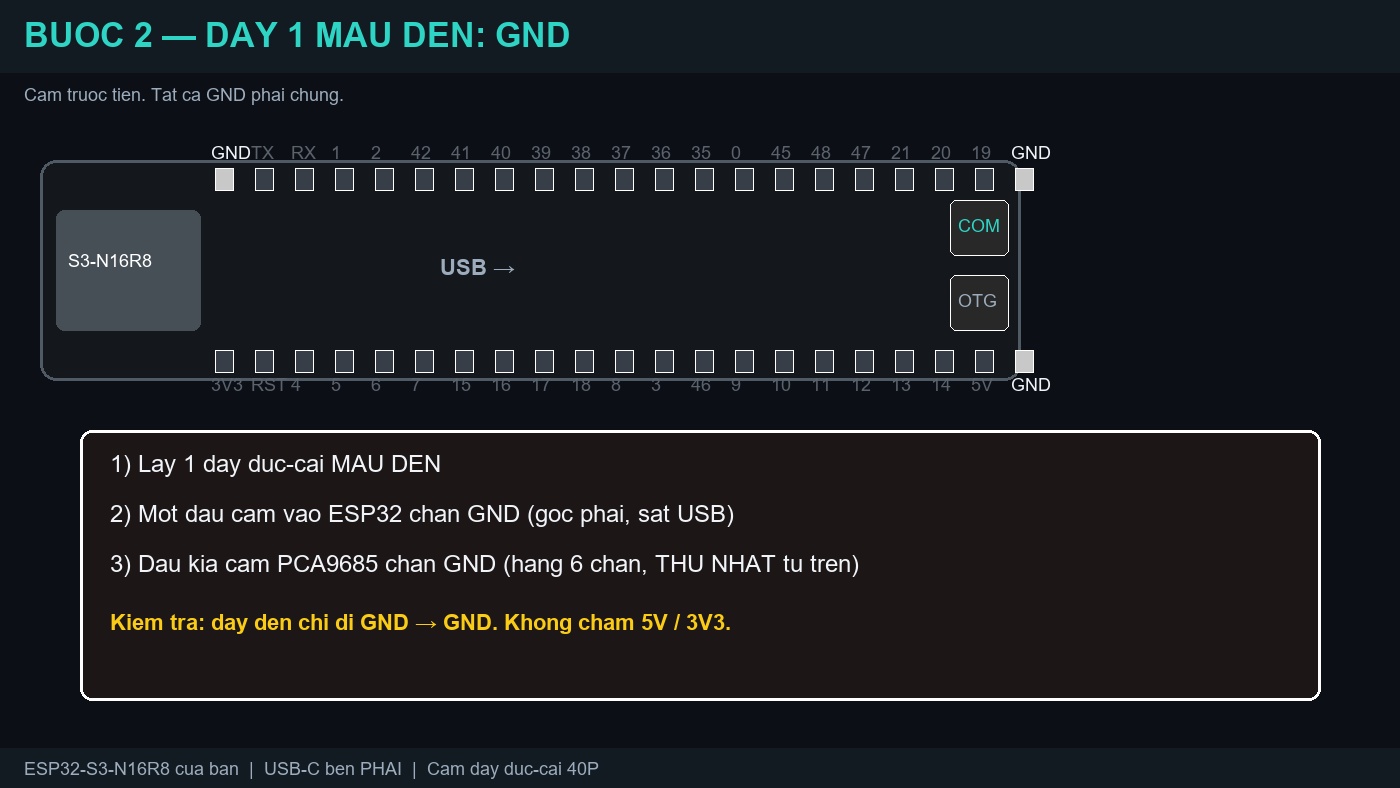 BUOC 2 — DAY 1 MAU DEN: GND
Cam truoc tien. Tat ca GND phai chung.
GND TX RX 1 2 42 41 40 39 38 37 36 35 0 45 48 47 21 20 19 GND
COM
S3-N16R8
USB →
OTG
3V3 RST 4 5 6 7 15 16 17 18 8 3 46 9 10 11 12 13 14 5V GND
1) Lay 1 day duc-cai MAU DEN
2) Mot dau cam vao ESP32 chan GND (goc phai, sat USB)
3) Dau kia cam PCA9685 chan GND (hang 6 chan, THU NHAT tu tren)
Kiem tra: day den chi di GND → GND. Khong cham 5V / 3V3.
ESP32-S3-N16R8 cua ban | USB-C ben PHAI | Cam day duc-cai 40P